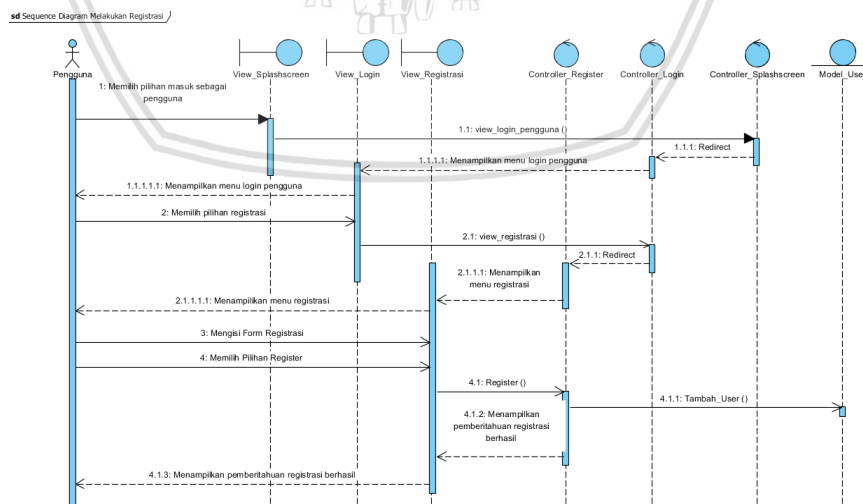 sd Sequence Diagram Melakukan Registrasi
Pengguna
View_Splashscreen
View_Login
View_Registrasi
Controller_Register
Controller_Login
Controller_Splashscreen
Model_Use
1: Memilih pilihan masuk sebagai
pengguna
1.1: view_login_pengguna ()
1.1.1: Redirect
1.1.1.1: Menampilkan menu login pengguna
1.1.1.1.1: Menampilkan menu login pengguna
2: Memilih pilihan registrasi
2.1: view_registrasi ()
2.1.1: Redirect
2.1.1.1: Menampilkan
menu registrasi
2.1.1.1.1: Menampilikan menu registrasi
3: Mengisi Form Registrasi
4: Memilih Pilihan Register
4.1: Register ()
4.1.1: Tambah_User ()
4.1.2: Menampilkan
pemberitahuan registrasi
berhasil
4.1.3: Menampilkan pemberitahuan registrasi berhasil